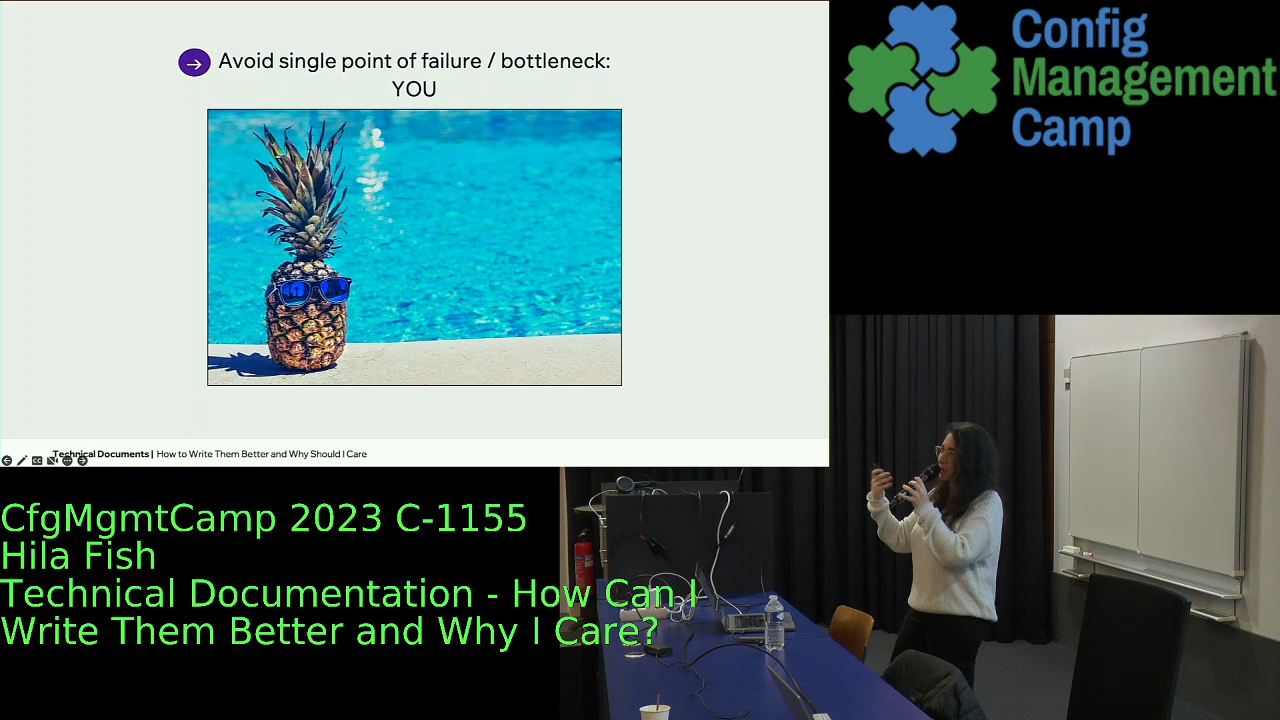 Avoid single point of failure / bottleneck:
YOU
Technical Documents | How to Write Them Better and Why Should I Care
Config
Management
Camp
CfgMgmtCamp 2023 C-1155
Hila Fish
Technical Documentation - How Can I
Write Them Better and Why I Care?